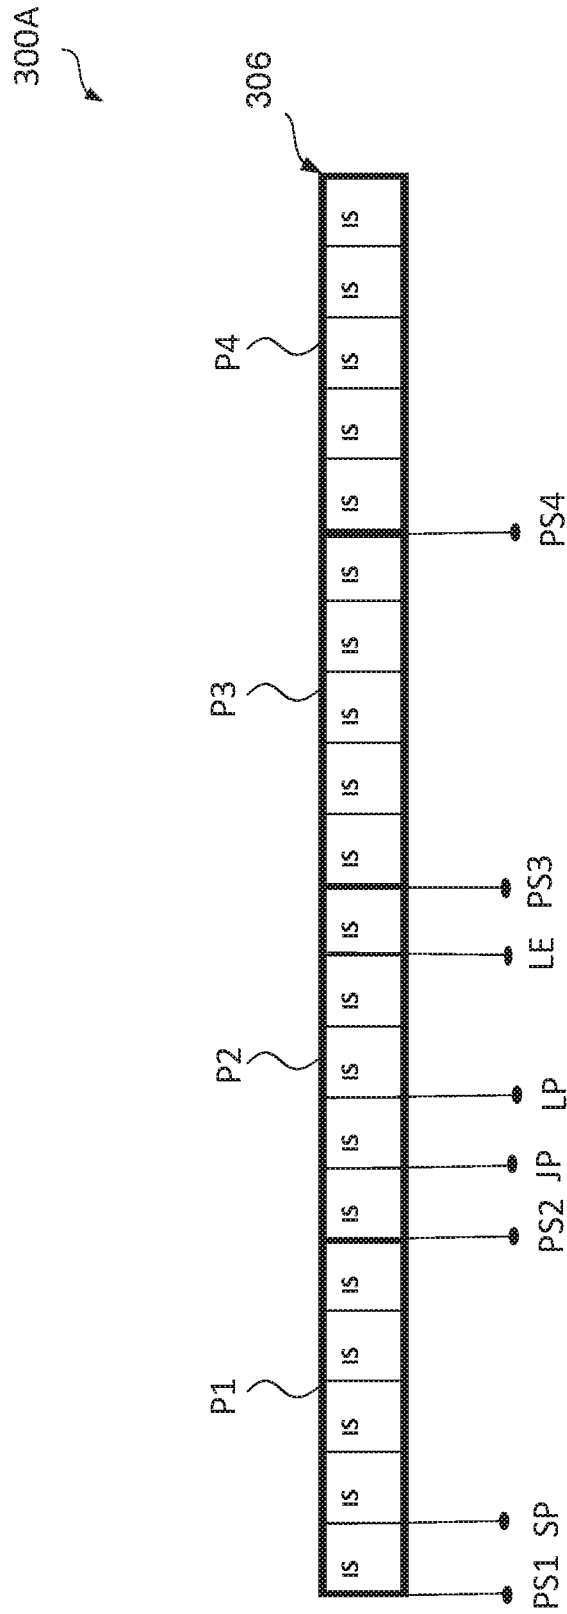 300A
306
P1 P2 P3 P4
IS IS IS IS IS IS IS IS IS IS IS IS IS IS IS IS IS IS IS IS
PS1 SP PS2 JP LP LE PS3 PS4